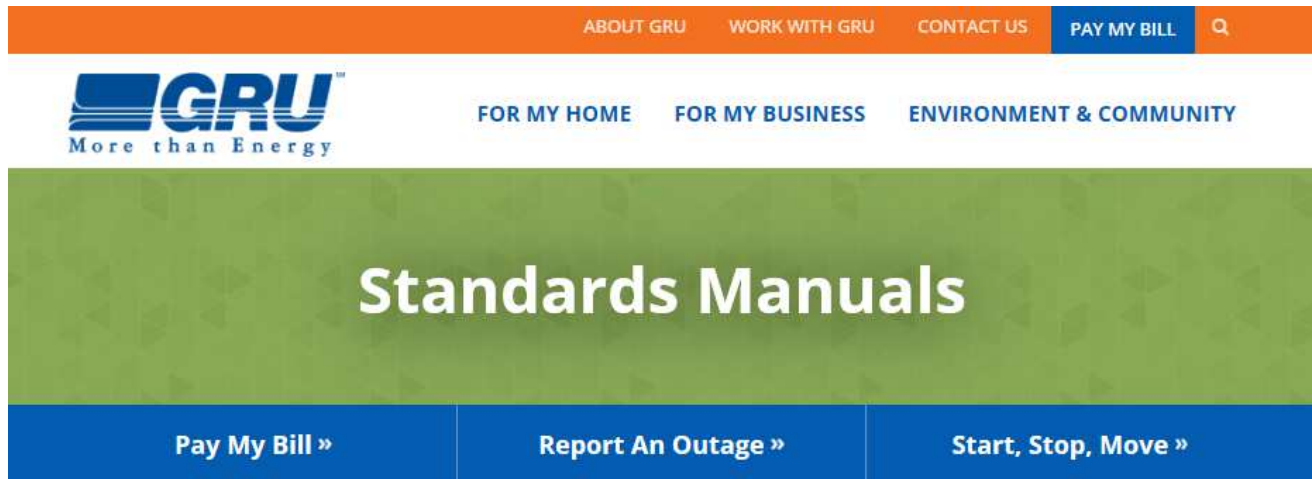 ABOUT GRU WORK WITH GRU CONTACT US PAY MY BILL
GRU™
More than Energy
FOR MY HOME FOR MY BUSINESS ENVIRONMENT & COMMUNITY
Standards Manuals
Pay My Bill » Report An Outage » Start, Stop, Move »